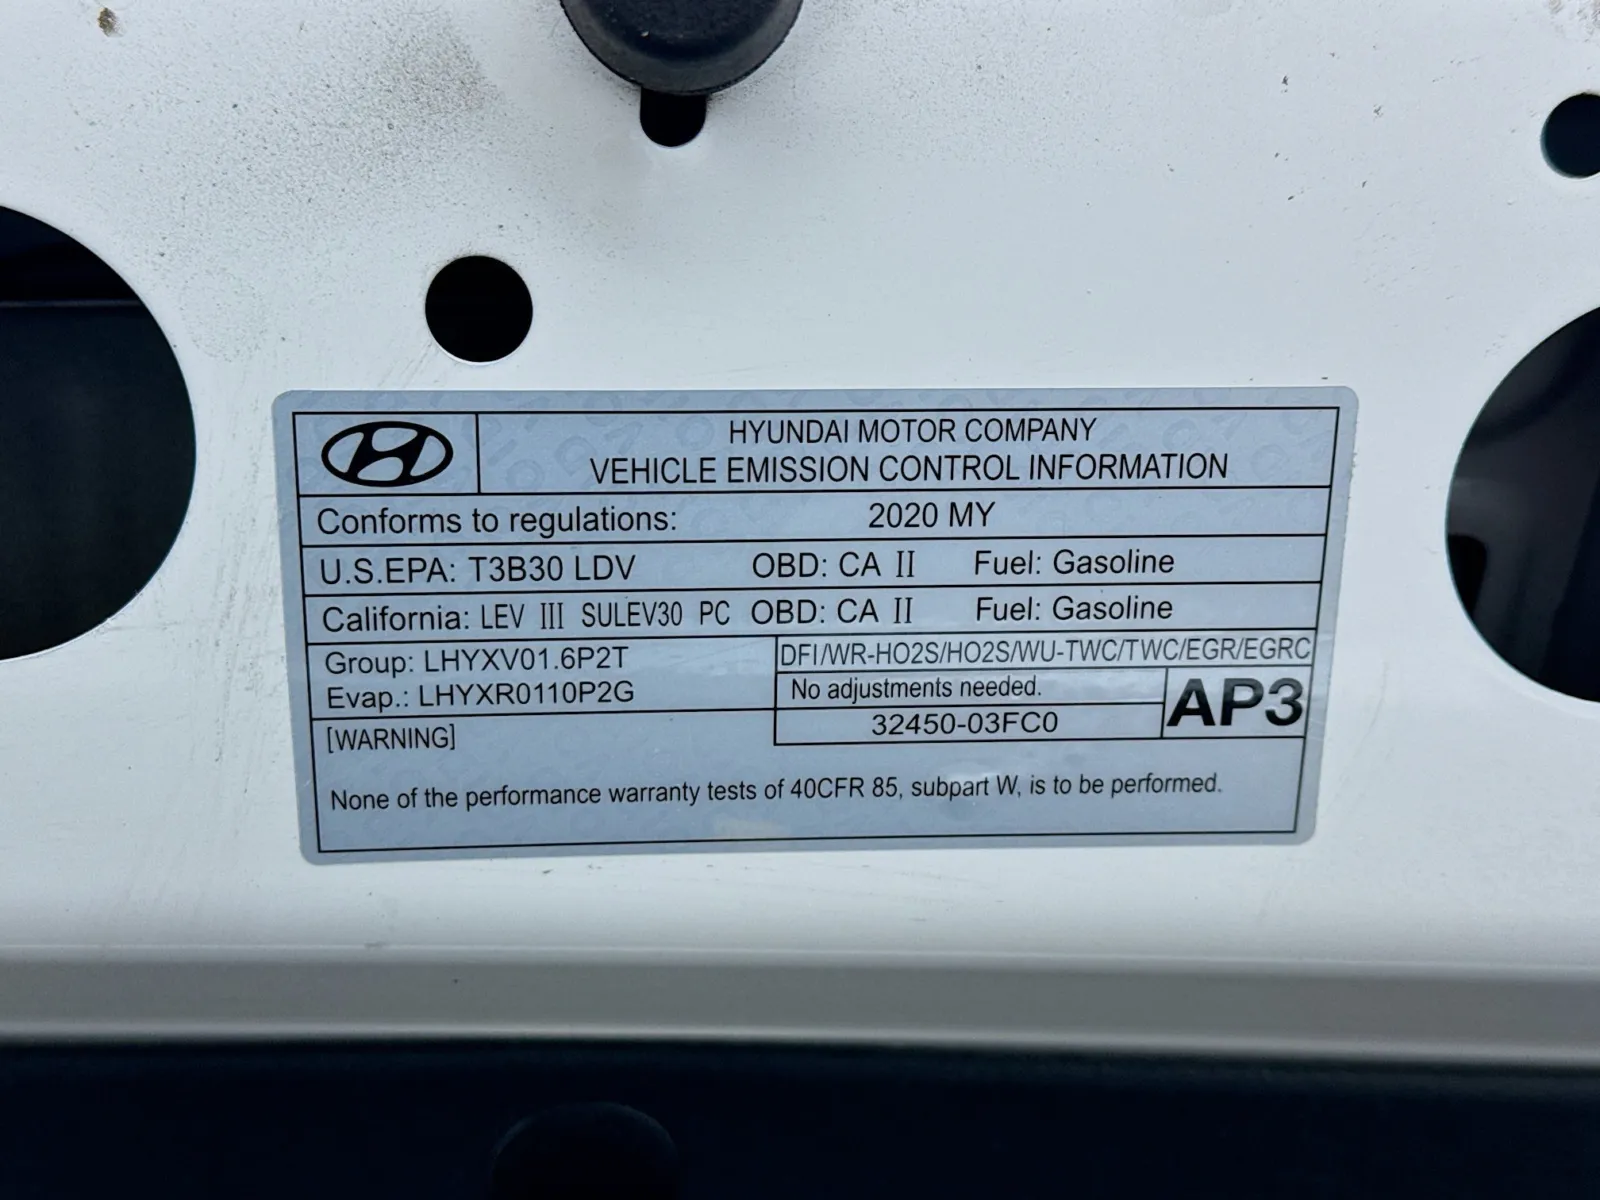 HYUNDAI MOTOR COMPANY
VEHICLE EMISSION CONTROL INFORMATION
Conforms to regulations: 2020 MY
U.S.EPA: T3B30 LDV OBD: CA II Fuel: Gasoline
California: LEV III SULEV30 PC OBD: CA II Fuel: Gasoline
Group: LHYXV01.6P2T
Evap.: LHYXR0110P2G
DFI/WR-HO2S/HO2S/WU-TWC/TWC/EGR/EGRC
No adjustments needed.
32450-03FC0
AP3
[WARNING]
None of the performance warranty tests of 40CFR 85, subpart W, is to be performed.